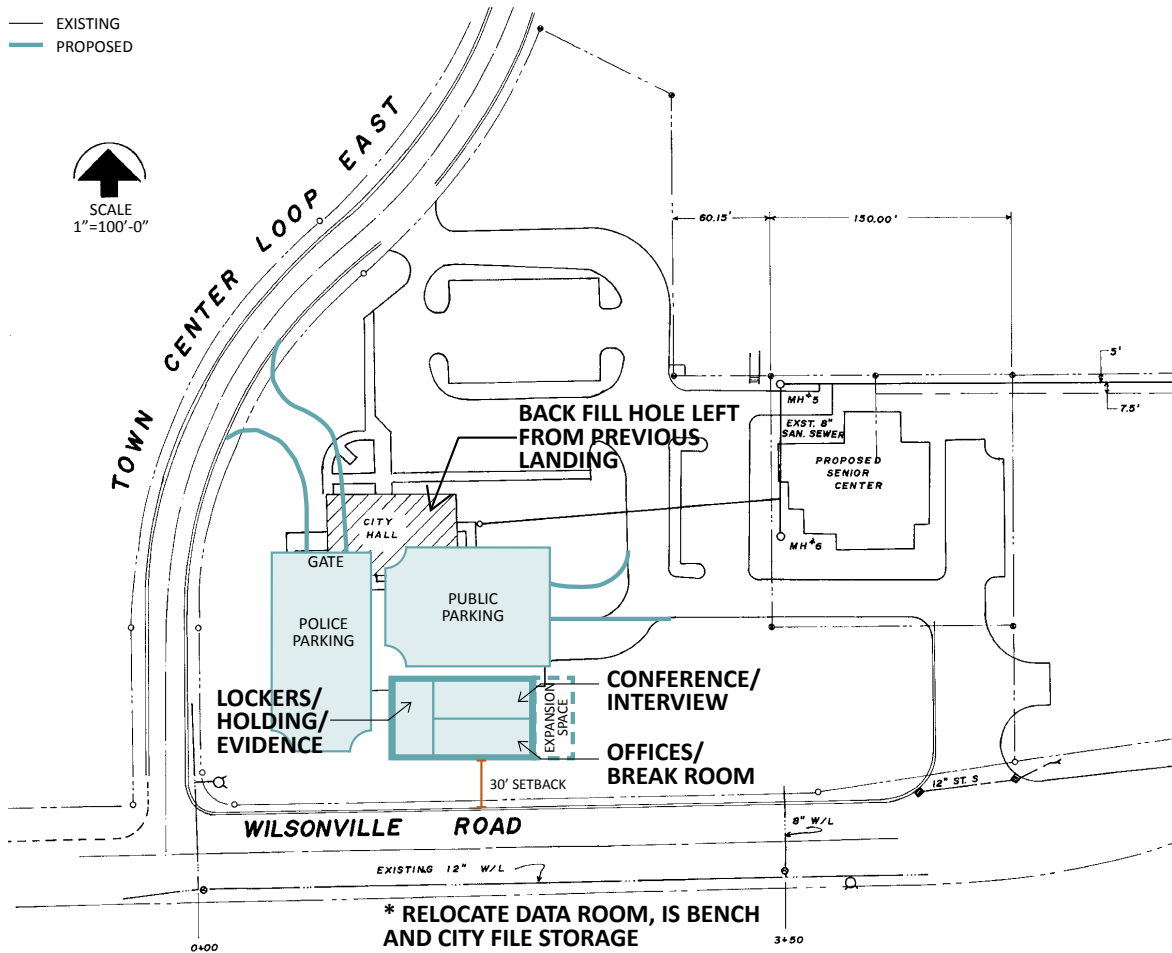 EXISTING
PROPOSED
SCALE
1”=100’-0”
TOWN CENTER LOOP EAST
60.15'
150.00'
5'
7.5'
MH#5
EXST. 8"
SAN. SEWER
BACK FILL HOLE LEFT
FROM PREVIOUS
LANDING
PROPOSED
SENIOR
CENTER
CITY
HALL
MH#6
GATE
POLICE
PARKING
PUBLIC
PARKING
LOCKERS/
HOLDING/
EVIDENCE
CONFERENCE/
INTERVIEW
EXPANSION
SPACE
OFFICES/
BREAK ROOM
30’ SETBACK
12" ST. S
WILSONVILLE ROAD
8" W/L
EXISTING 12" W/L
* RELOCATE DATA ROOM, IS BENCH
AND CITY FILE STORAGE
0+00
3+50